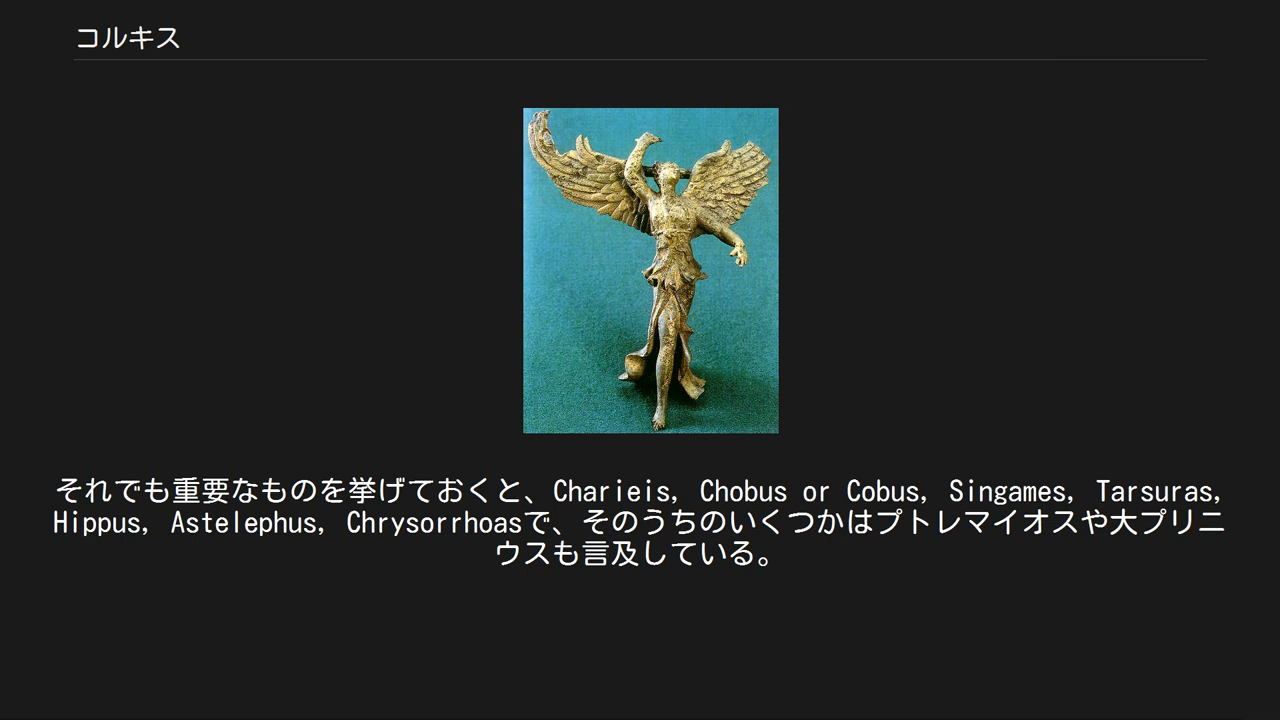 コルキス
それでも重要なものを挙げておくと、Charieis, Chobus or Cobus, Singames, Tarsuras,
Hippus, Astelephus, Chrysorrhoasで、そのうちのいくつかはプトレマイオスや大プリニ
ウスも言及している。